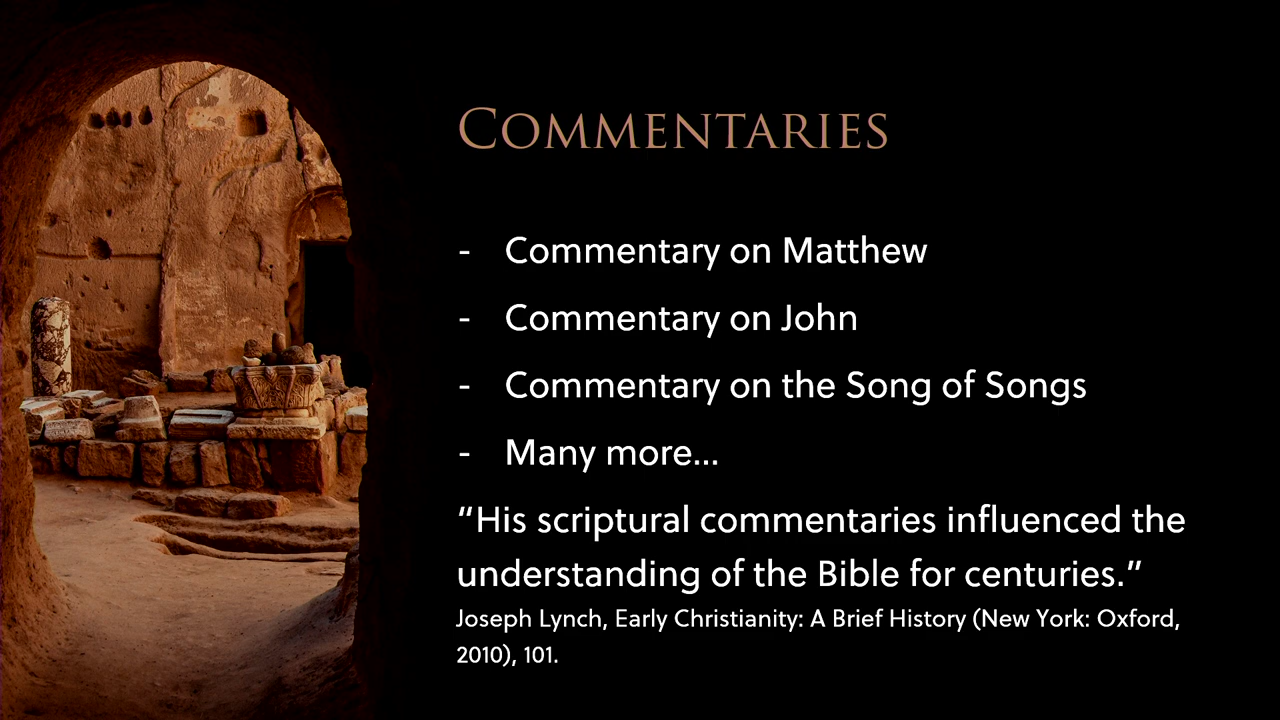 Commentaries
- Commentary on Matthew
- Commentary on John
- Commentary on the Song of Songs
- Many more...
“His scriptural commentaries influenced the
understanding of the Bible for centuries.”
Joseph Lynch, Early Christianity: A Brief History (New York: Oxford,
2010), 101.